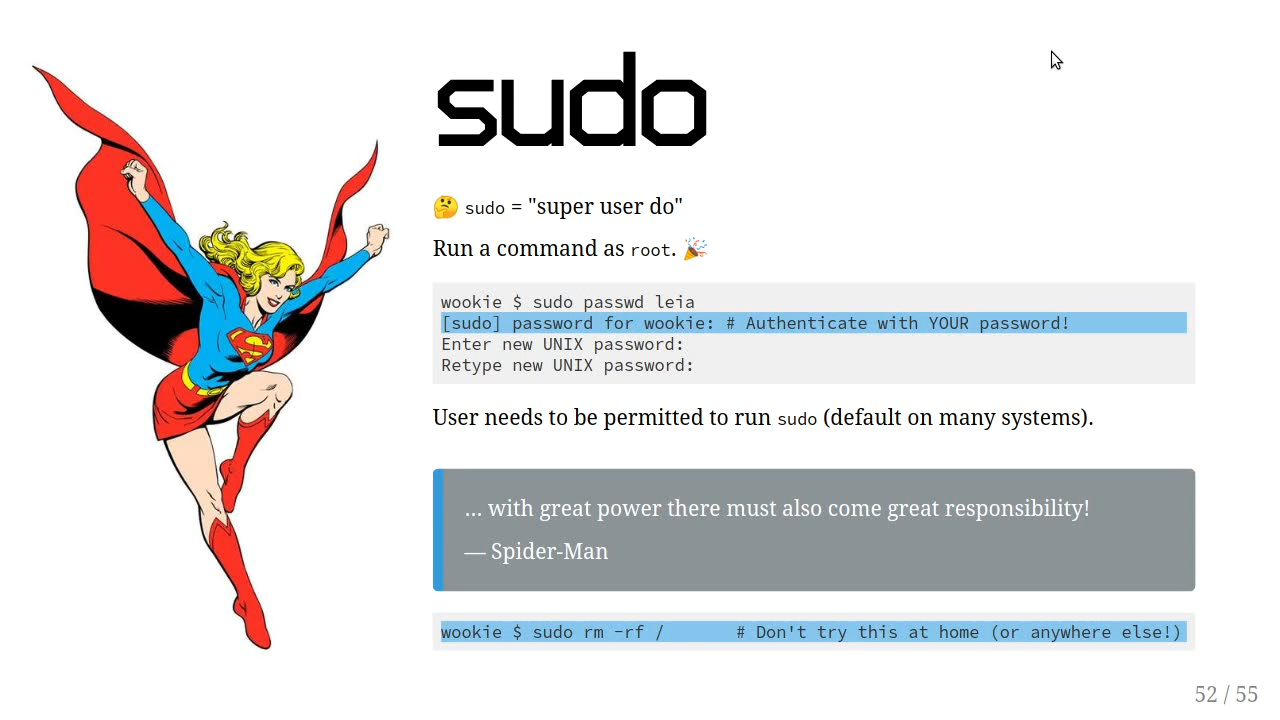 sudo
🤔 sudo = "super user do"
Run a command as root. 🎉
wookie $ sudo passwd leia
[sudo] password for wookie: # Authenticate with YOUR password!
Enter new UNIX password:
Retype new UNIX password:
User needs to be permitted to run sudo (default on many systems).
... with great power there must also come great responsibility!
— Spider-Man
wookie $ sudo rm -rf /       # Don't try this at home (or anywhere else!)
52 / 55